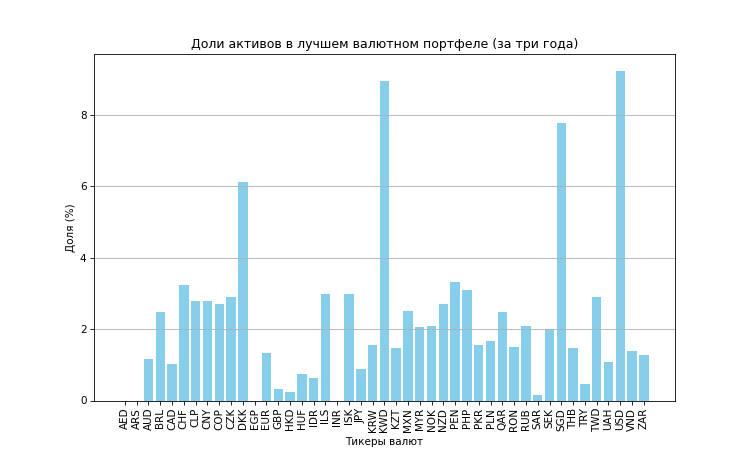 Доли активов в лучшем валютном портфеле (за три года)
Доля (%)
8
6
4
2
0
AED ARS AUD BRL CAD CHF CLP CNY COP CZK DKK EGP EUR GBP HKD HUF IDR ILS INR ISK JPY KRW KWD KZT MXN MYR NOK NZD PEN PHP PKR PLN QAR RON RUB SAR SEK SGD THB TRY TWD UAH USD VND ZAR
Тикеры валют